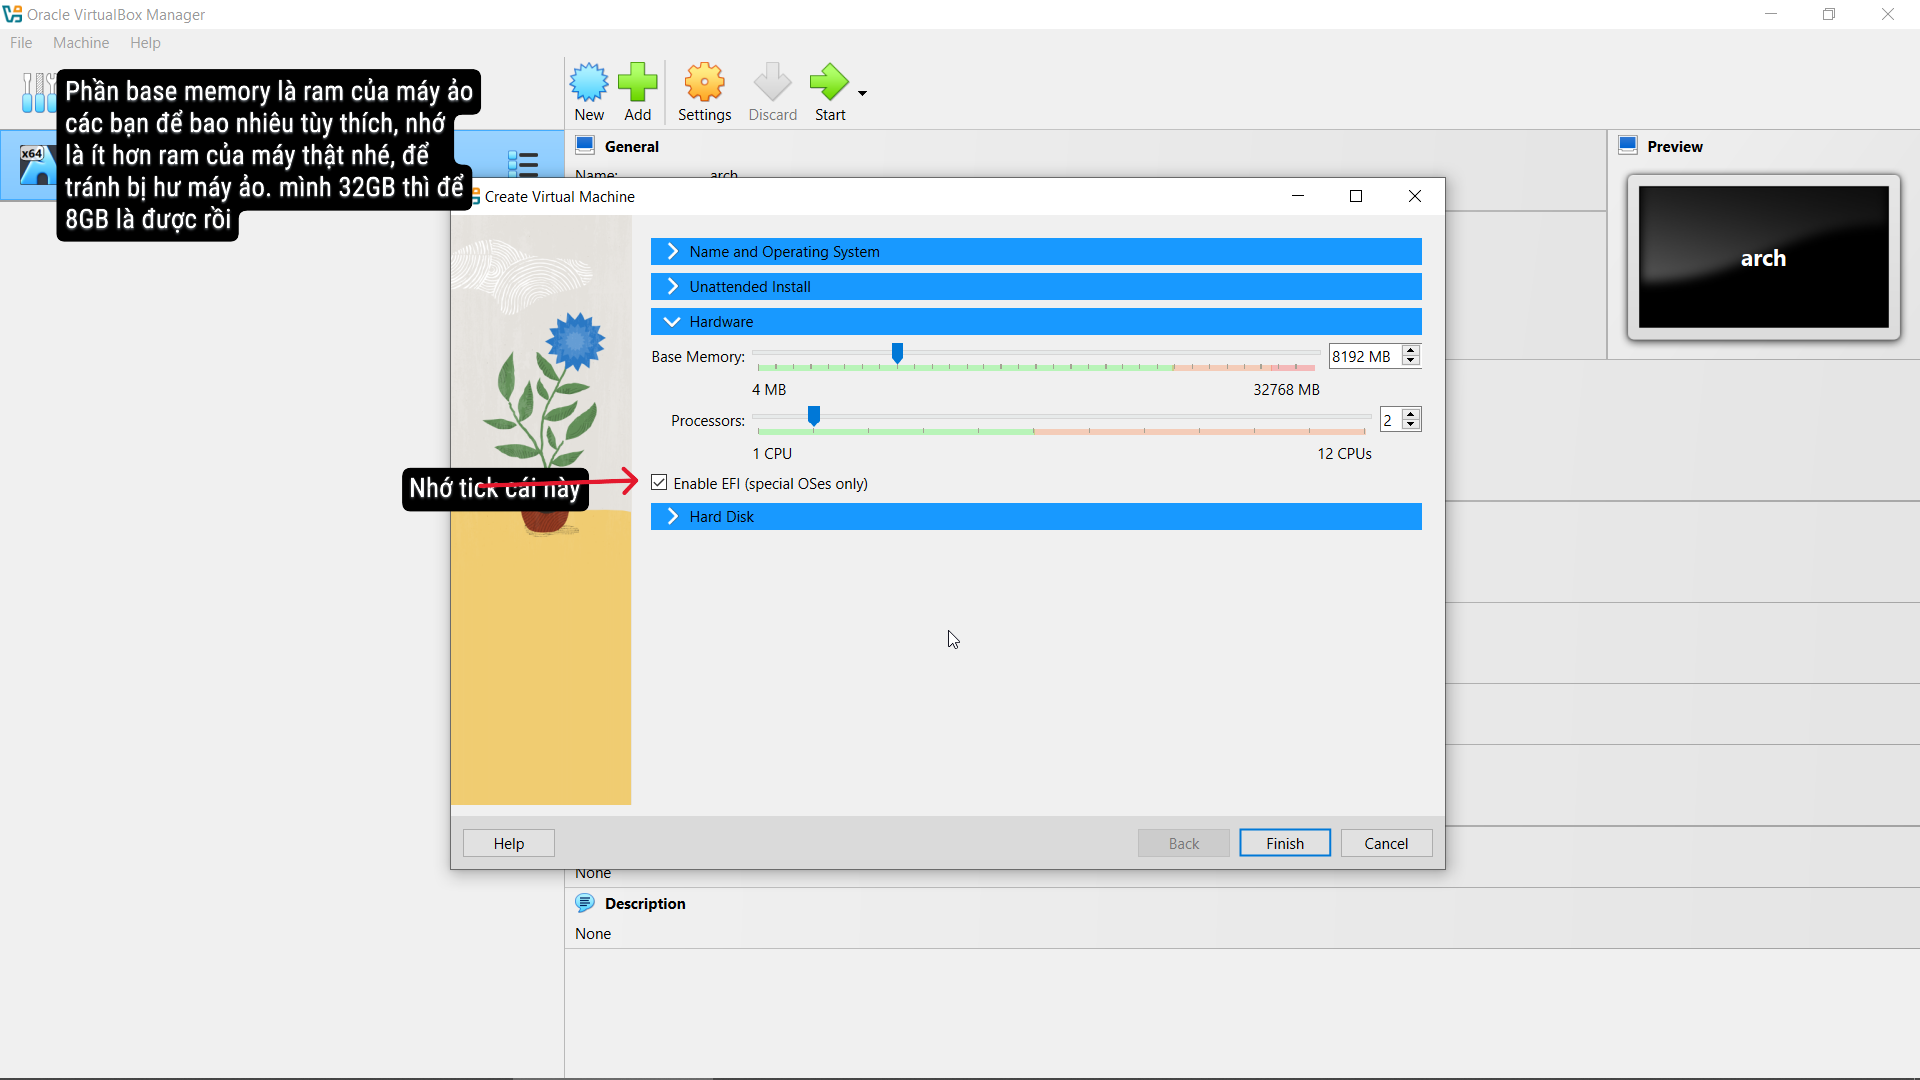 Oracle VirtualBox Manager
File Machine Help
Phần base memory là ram của máy ảo
các bạn để bao nhiêu tùy thích, nhớ
là ít hơn ram của máy thật nhé, để
tránh bị hư máy ảo. mình 32GB thì để
8GB là được rồi
x64
New Add Settings Discard Start
General
Name: arch
Preview
arch
Create Virtual Machine
Name and Operating System
Unattended Install
Hardware
Base Memory: 8192 MB
4 MB 32768 MB
Processors: 2
1 CPU 12 CPUs
Nhớ tick cái này
Enable EFI (special OSes only)
Hard Disk
Help Back Finish Cancel
None
Description
None